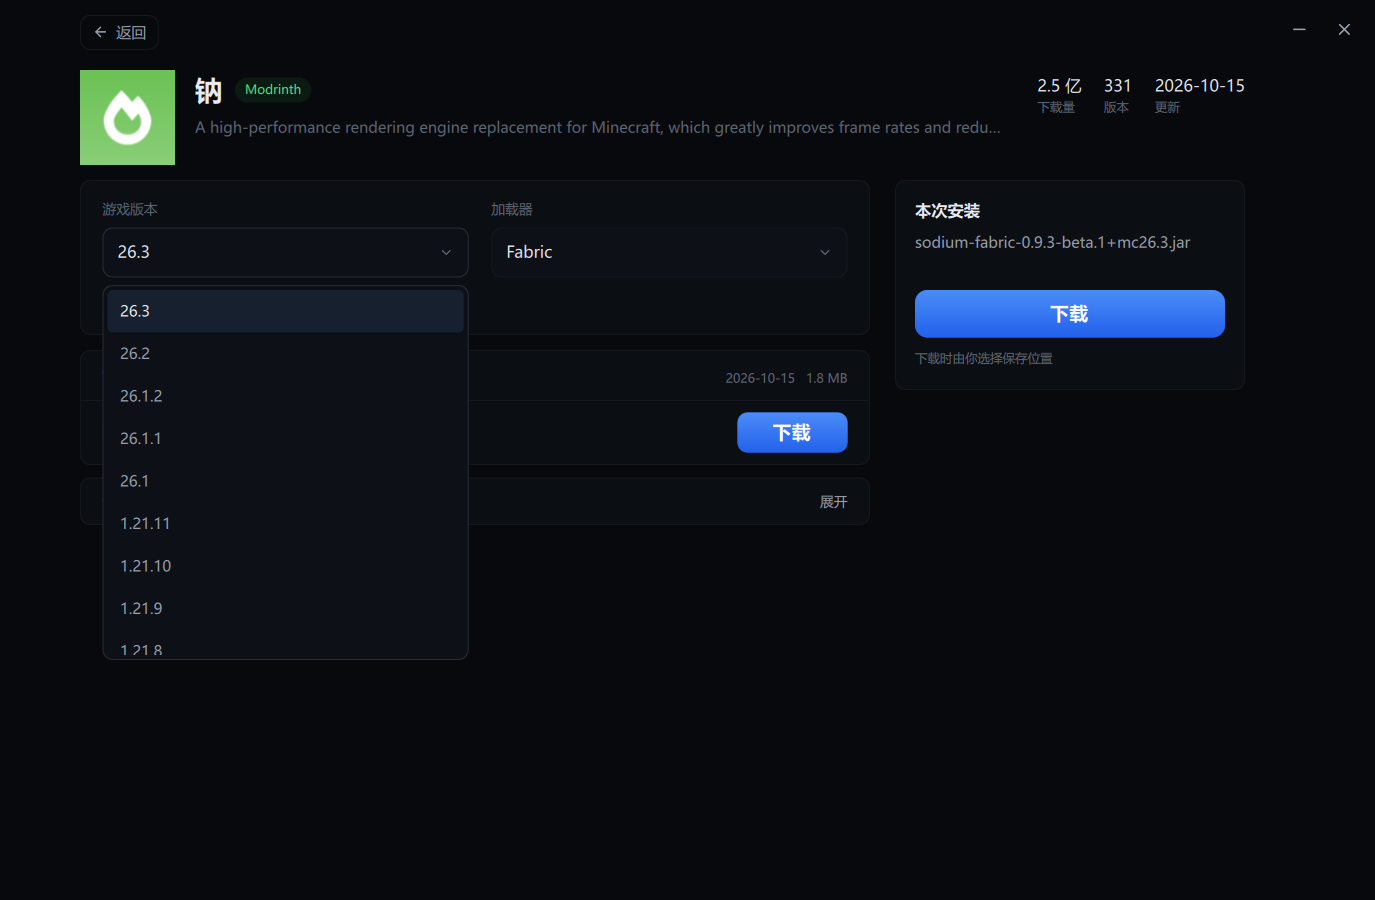 返回
钠 Modrinth
A high-performance rendering engine replacement for Minecraft, which greatly improves frame rates and redu...
2.5 亿 331 2026-10-15
下载量 版本 更新
游戏版本 加载器
26.3 Fabric
26.3
26.2
26.1.2
26.1.1
26.1
1.21.11
1.21.10
1.21.9
1.21.8
2026-10-15 1.8 MB
下载
展开
本次安装
sodium-fabric-0.9.3-beta.1+mc26.3.jar
下载
下载时由你选择保存位置